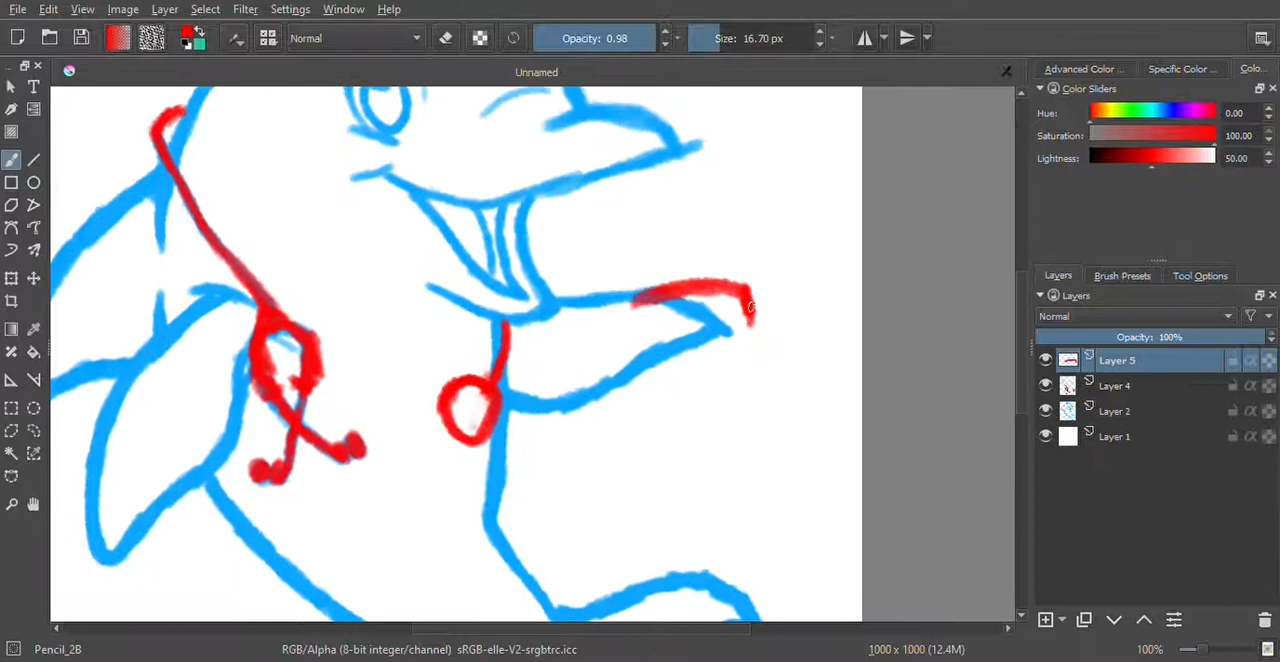 File Edit View Image Layer Select Filter Settings Window Help
Normal Opacity: 0.98 Size: 16.70 px
Unnamed
Advanced Color ... Specific Color ... Colo...
Color Sliders
Hue: 0.00
Saturation: 100.00
Lightness: 50.00
Layers Brush Presets Tool Options
Layers
Normal
Opacity: 100%
Layer 5
Layer 4
Layer 2
Layer 1
Pencil_2B RGB/Alpha (8-bit integer/channel) sRGB-elle-V2-srgbtrc.icc 1000 x 1000 (12.4M) 100%